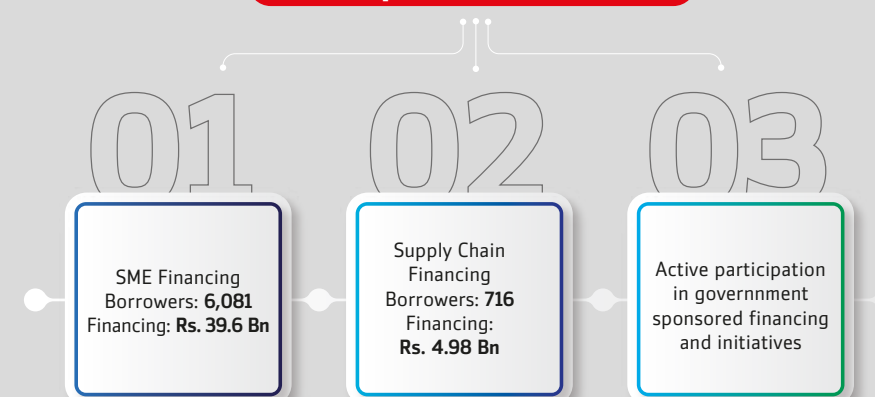 01
02
03
SME Financing
Borrowers: 6,081
Financing: Rs. 39.6 Bn
Supply Chain
Financing
Borrowers: 716
Financing:
Rs. 4.98 Bn
Active participation
in governnment
sponsored financing
and initiatives